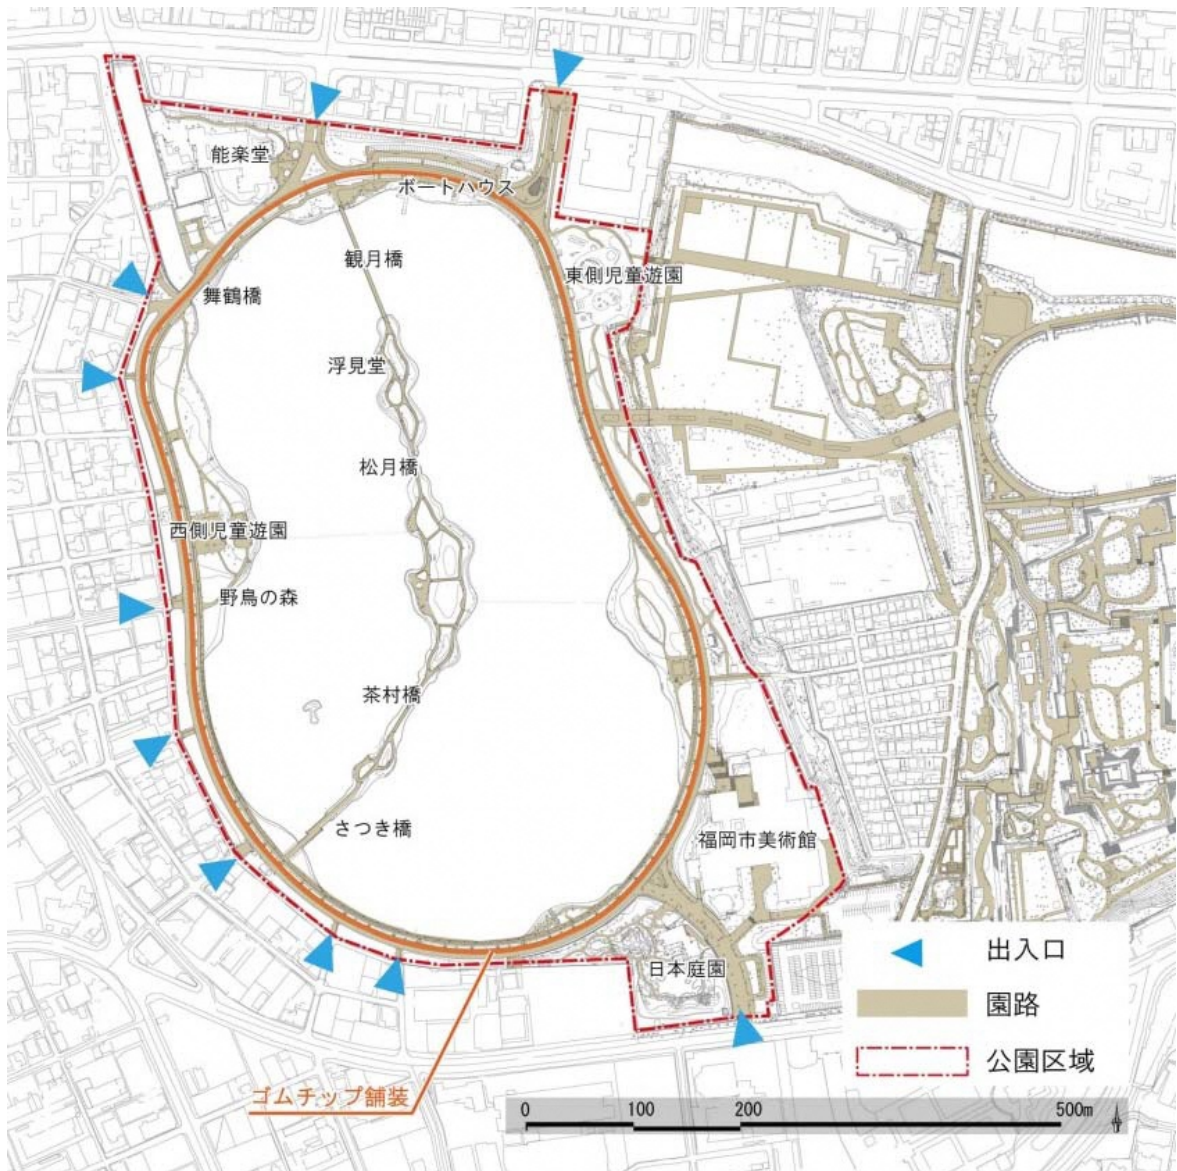 能楽堂
ボートハウス
観月橋
東側児童遊園
舞鶴橋
浮見堂
松月橋
西側児童遊園
野鳥の森
茶村橋
さつき橋
福岡市美術館
日本庭園
出入口
園路
公園区域
ゴムチップ舗装
0 100 200 500m